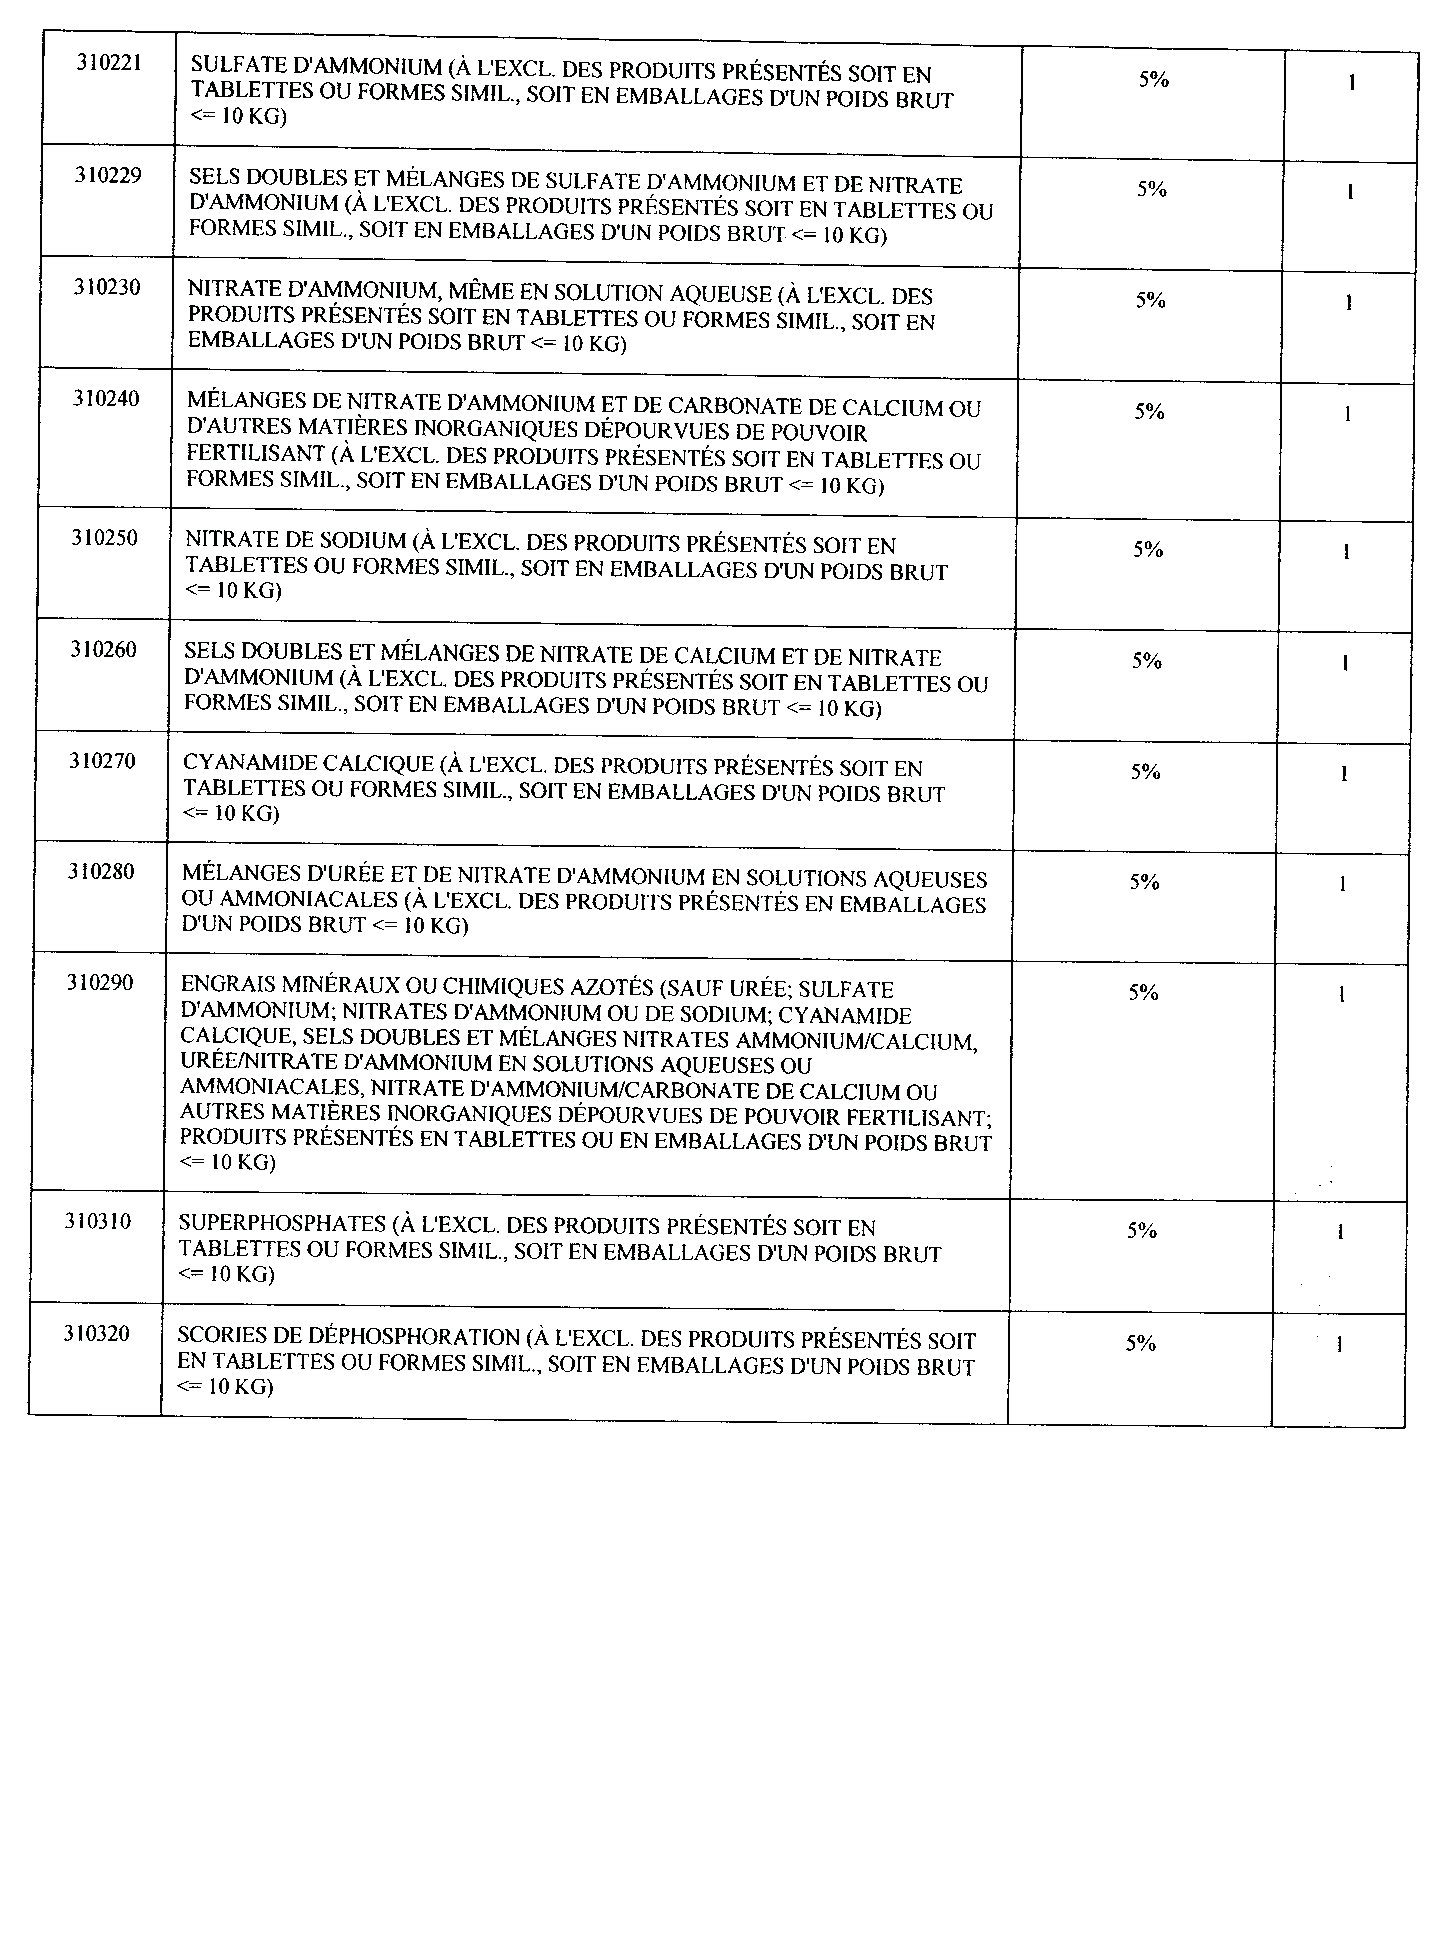 310221 SULFATE D'AMMONIUM (À L'EXCL. DES PRODUITS PRÉSENTÉS SOIT EN 5% 1
TABLETTES OU FORMES SIMIL., SOIT EN EMBALLAGES D'UN POIDS BRUT
<= 10 KG)
310229 SELS DOUBLES ET MÉLANGES DE SULFATE D'AMMONIUM ET DE NITRATE 5% 1
D'AMMONIUM (À L'EXCL. DES PRODUITS PRÉSENTÉS SOIT EN TABLETTES OU
FORMES SIMIL., SOIT EN EMBALLAGES D'UN POIDS BRUT <= 10 KG)
310230 NITRATE D'AMMONIUM, MÊME EN SOLUTION AQUEUSE (À L'EXCL. DES 5% 1
PRODUITS PRÉSENTÉS SOIT EN TABLETTES OU FORMES SIMIL., SOIT EN
EMBALLAGES D'UN POIDS BRUT <= 10 KG)
310240 MÉLANGES DE NITRATE D'AMMONIUM ET DE CARBONATE DE CALCIUM OU 5% 1
D'AUTRES MATIÈRES INORGANIQUES DÉPOURVUES DE POUVOIR
FERTILISANT (À L'EXCL. DES PRODUITS PRÉSENTÉS SOIT EN TABLETTES OU
FORMES SIMIL., SOIT EN EMBALLAGES D'UN POIDS BRUT <= 10 KG)
310250 NITRATE DE SODIUM (À L'EXCL. DES PRODUITS PRÉSENTÉS SOIT EN 5% 1
TABLETTES OU FORMES SIMIL., SOIT EN EMBALLAGES D'UN POIDS BRUT
<= 10 KG)
310260 SELS DOUBLES ET MÉLANGES DE NITRATE DE CALCIUM ET DE NITRATE 5% 1
D'AMMONIUM (À L'EXCL. DES PRODUITS PRÉSENTÉS SOIT EN TABLETTES OU
FORMES SIMIL., SOIT EN EMBALLAGES D'UN POIDS BRUT <= 10 KG)
310270 CYANAMIDE CALCIQUE (À L'EXCL. DES PRODUITS PRÉSENTÉS SOIT EN 5% 1
TABLETTES OU FORMES SIMIL., SOIT EN EMBALLAGES D'UN POIDS BRUT
<= 10 KG)
310280 MÉLANGES D'URÉE ET DE NITRATE D'AMMONIUM EN SOLUTIONS AQUEUSES 5% 1
OU AMMONIACALES (À L'EXCL. DES PRODUITS PRÉSENTÉS EN EMBALLAGES
D'UN POIDS BRUT <= 10 KG)
310290 ENGRAIS MINÉRAUX OU CHIMIQUES AZOTÉS (SAUF URÉE; SULFATE 5% 1
D'AMMONIUM; NITRATES D'AMMONIUM OU DE SODIUM; CYANAMIDE
CALCIQUE, SELS DOUBLES ET MÉLANGES NITRATES AMMONIUM/CALCIUM,
URÉE/NITRATE D'AMMONIUM EN SOLUTIONS AQUEUSES OU
AMMONIACALES, NITRATE D'AMMONIUM/CARBONATE DE CALCIUM OU
AUTRES MATIÈRES INORGANIQUES DÉPOURVUES DE POUVOIR FERTILISANT;
PRODUITS PRÉSENTÉS EN TABLETTES OU EN EMBALLAGES D'UN POIDS BRUT
<= 10 KG)
310310 SUPERPHOSPHATES (À L'EXCL. DES PRODUITS PRÉSENTÉS SOIT EN 5% 1
TABLETTES OU FORMES SIMIL., SOIT EN EMBALLAGES D'UN POIDS BRUT
<= 10 KG)
310320 SCORIES DE DÉPHOSPHORATION (À L'EXCL. DES PRODUITS PRÉSENTÉS SOIT 5% 1
EN TABLETTES OU FORMES SIMIL., SOIT EN EMBALLAGES D'UN POIDS BRUT
<= 10 KG)